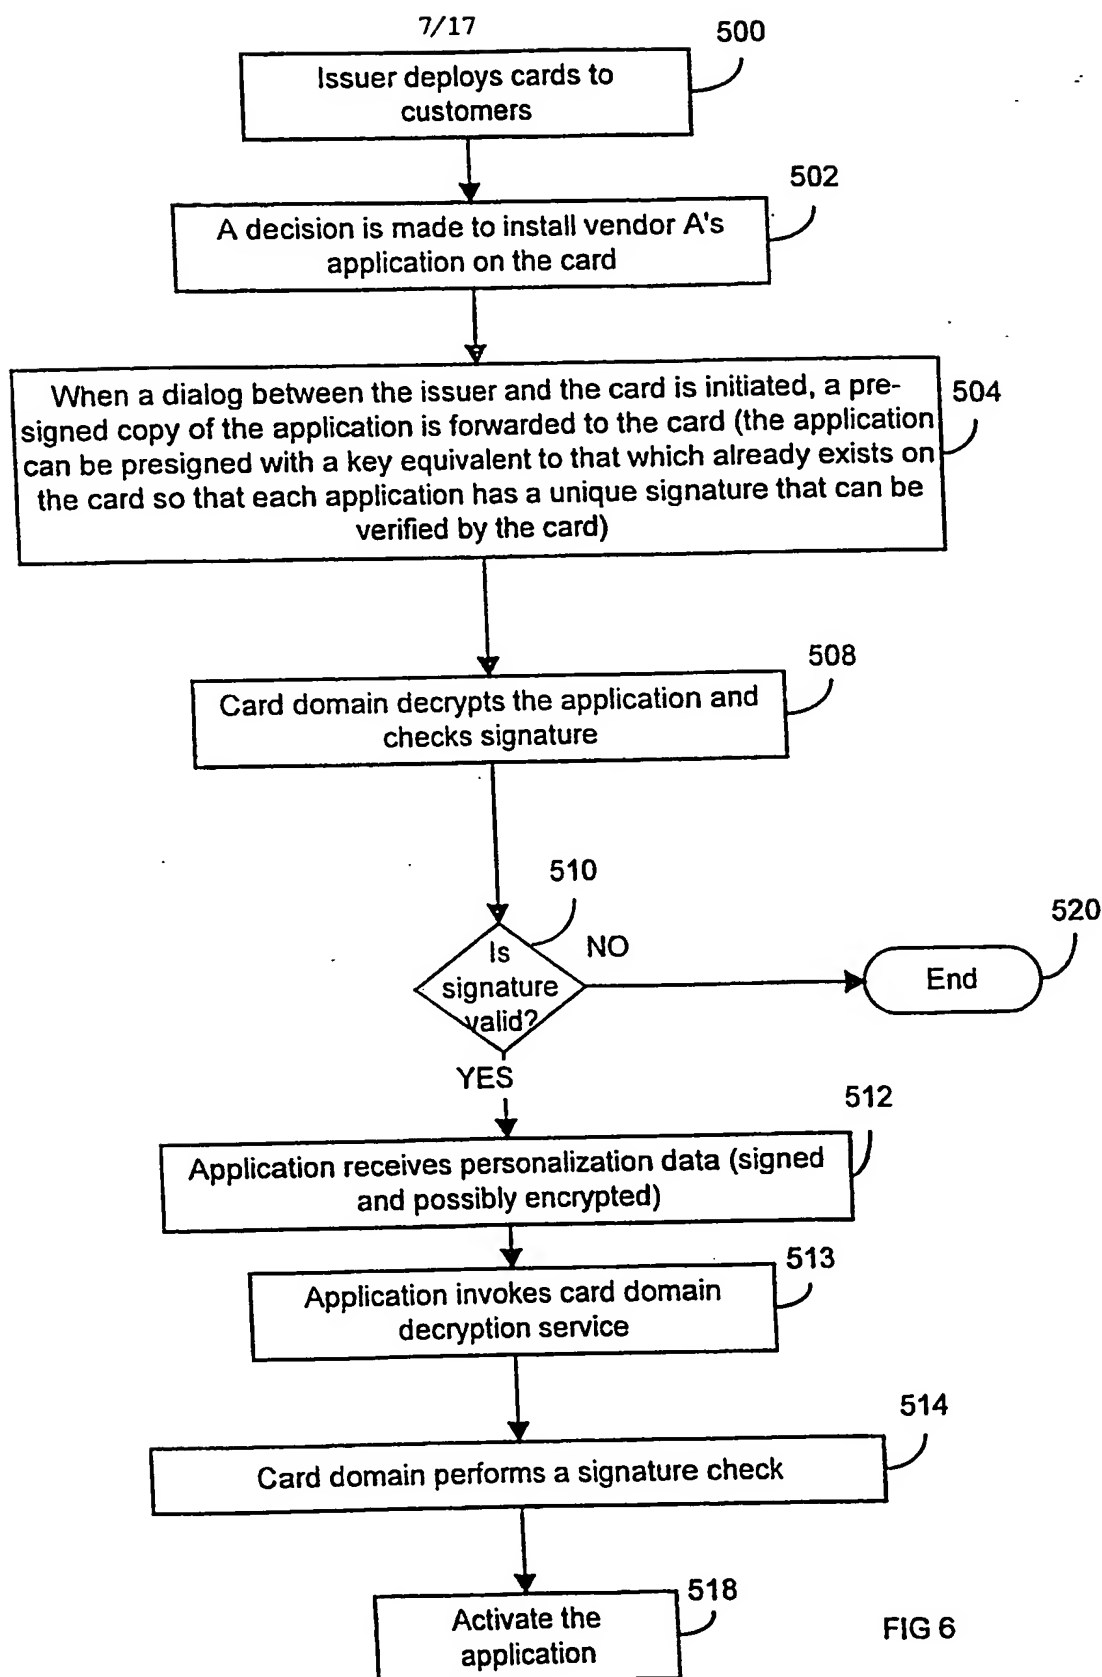 7/17
500
Issuer deploys cards to
customers
502
A decision is made to install vendor A's
application on the card
504
When a dialog between the issuer and the card is initiated, a pre-
signed copy of the application is forwarded to the card (the application
can be presigned with a key equivalent to that which already exists on
the card so that each application has a unique signature that can be
verified by the card)
508
Card domain decrypts the application and
checks signature
510
Is
signature
valid?
NO
520
End
YES
512
Application receives personalization data (signed
and possibly encrypted)
513
Application invokes card domain
decryption service
514
Card domain performs a signature check
518
Activate the
application
FIG 6